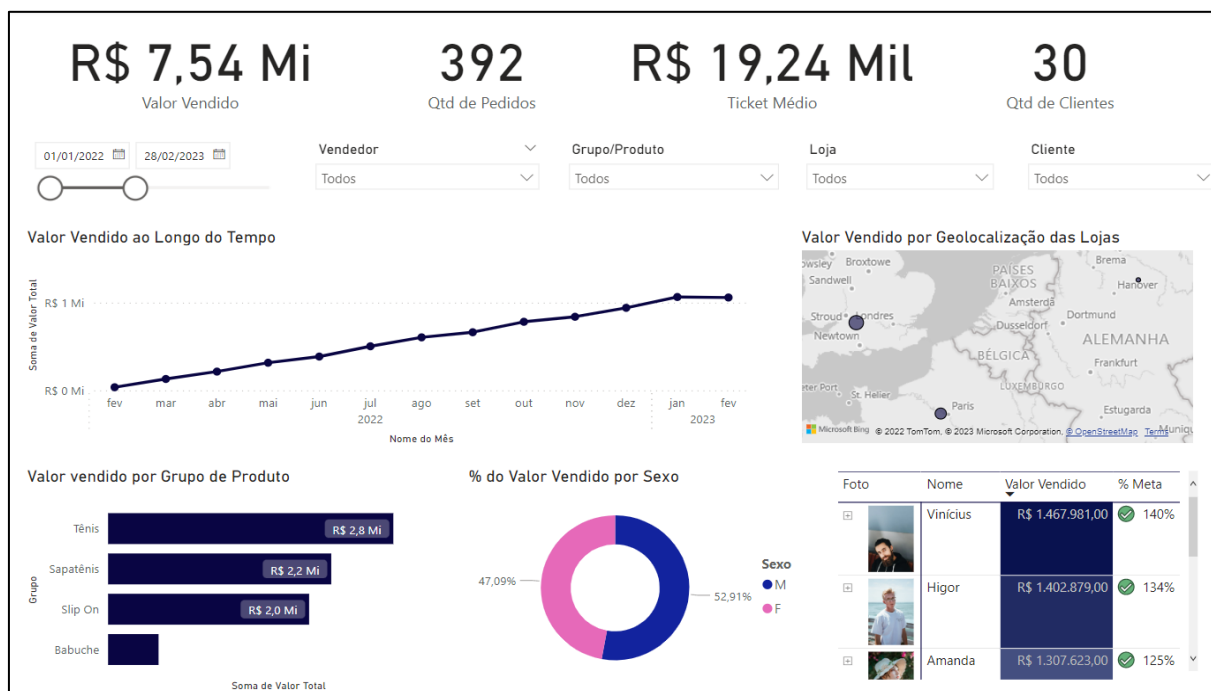 R$ 7,54 Mi
Valor Vendido
392
Qtd de Pedidos
R$ 19,24 Mil
Ticket Médio
30
Qtd de Clientes
01/01/2022
28/02/2023
Vendedor
Todos
Grupo/Produto
Todos
Loja
Todos
Cliente
Todos
Valor Vendido ao Longo do Tempo
Soma de Valor Total
R$ 1 Mi
R$ 0 Mi
fev mar abr mai jun jul ago set out nov dez jan fev
2022 2023
Nome do Mês
Valor Vendido por Geolocalização das Lojas
owsley Broxtowe
Sandwell
Stroud Londres
Newtown
eter Port
St. Helier
Paris
PAÍSES
BAIXOS
Amsterdã
Brema
Hanôver
Dortmund
Dusseldorf
ALEMANHA
BÉLGICA
Frankfurt
LUXEMBURGO
Estugarda
Muniqu
Microsoft Bing © 2022 TomTom, © 2023 Microsoft Corporation, © OpenStreetMap Terms
Valor vendido por Grupo de Produto
Grupo
Tênis R$ 2,8 Mi
Sapatênis R$ 2,2 Mi
Slip On R$ 2,0 Mi
Babuche
Soma de Valor Total
% do Valor Vendido por Sexo
47,09%
52,91%
Sexo
M
F
Foto Nome Valor Vendido % Meta
Vinícius R$ 1.467.981,00 140%
Higor R$ 1.402.879,00 134%
Amanda R$ 1.307.623,00 125%